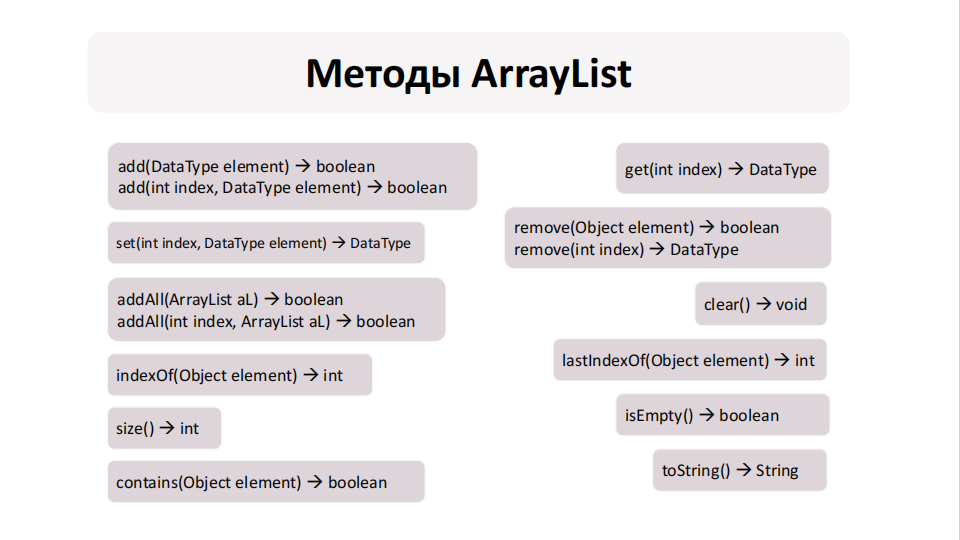 Методы ArrayList
add(DataType element) → boolean
add(int index, DataType element) → boolean
set(int index, DataType element) → DataType
addAll(ArrayList aL) → boolean
addAll(int index, ArrayList aL) → boolean
indexOf(Object element) → int
size() → int
contains(Object element) → boolean
get(int index) → DataType
remove(Object element) → boolean
remove(int index) → DataType
clear() → void
lastIndexOf(Object element) → int
isEmpty() → boolean
toString() → String